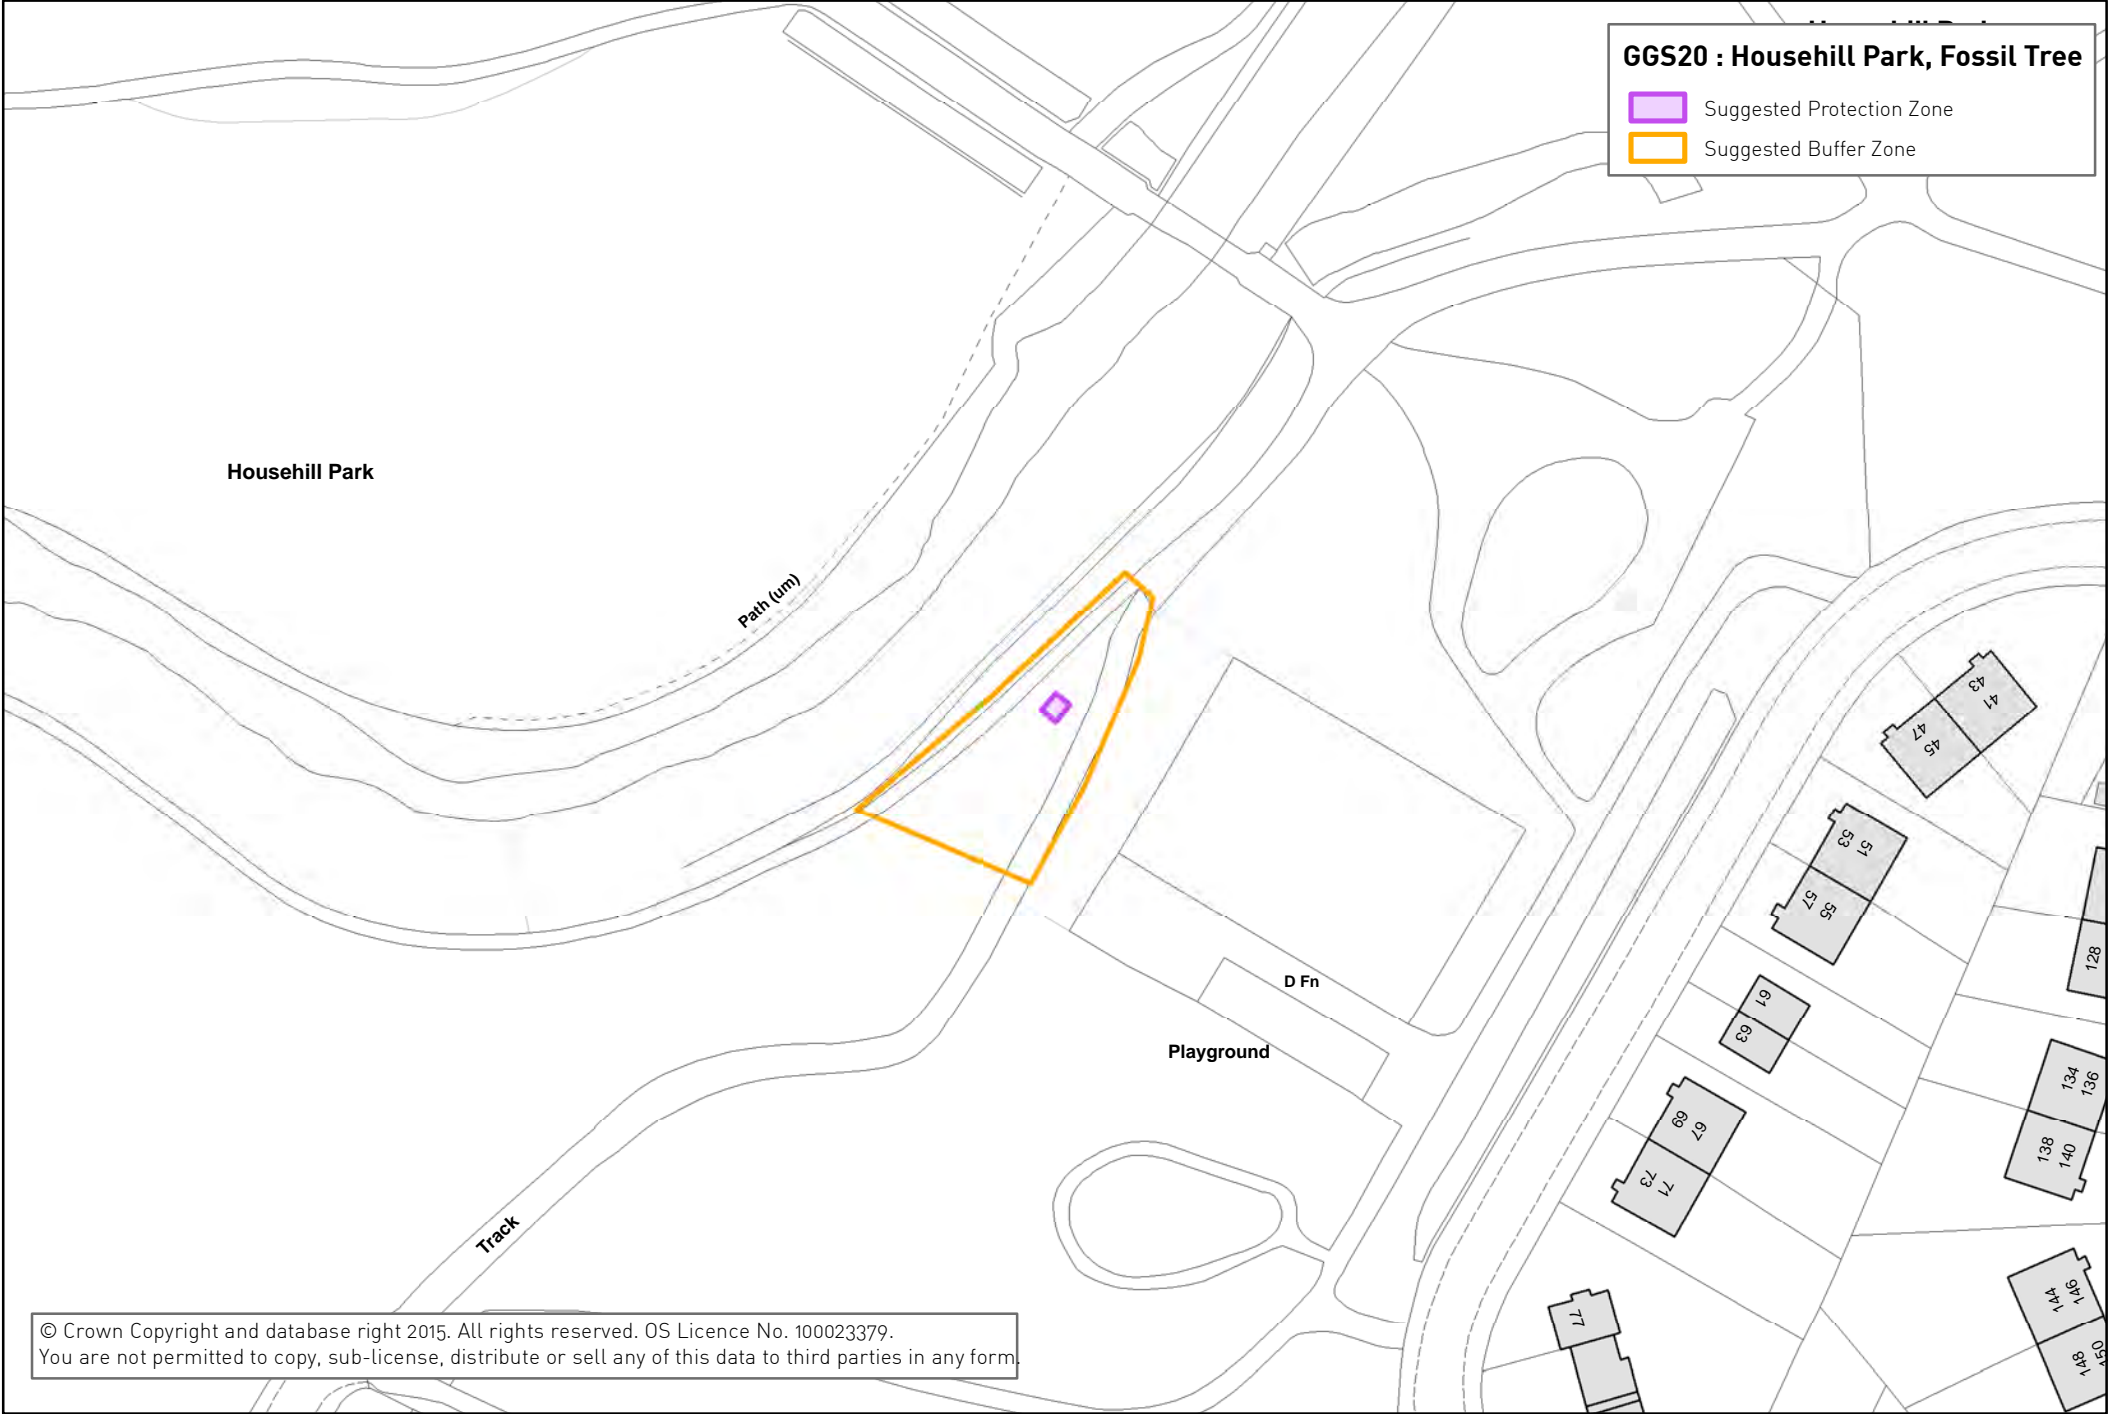 GGS20 : Househill Park, Fossil Tree
Suggested Protection Zone
Suggested Buffer Zone
Househill Park
Path (um)
43
41
47
45
53
51
57
55
128
D Fn
61
63
Playground
134
136
69
67
138
140
73
71
Track
144
146
77
148
150
© Crown Copyright and database right 2015. All rights reserved. OS Licence No. 100023379.
You are not permitted to copy, sub-license, distribute or sell any of this data to third parties in any form.